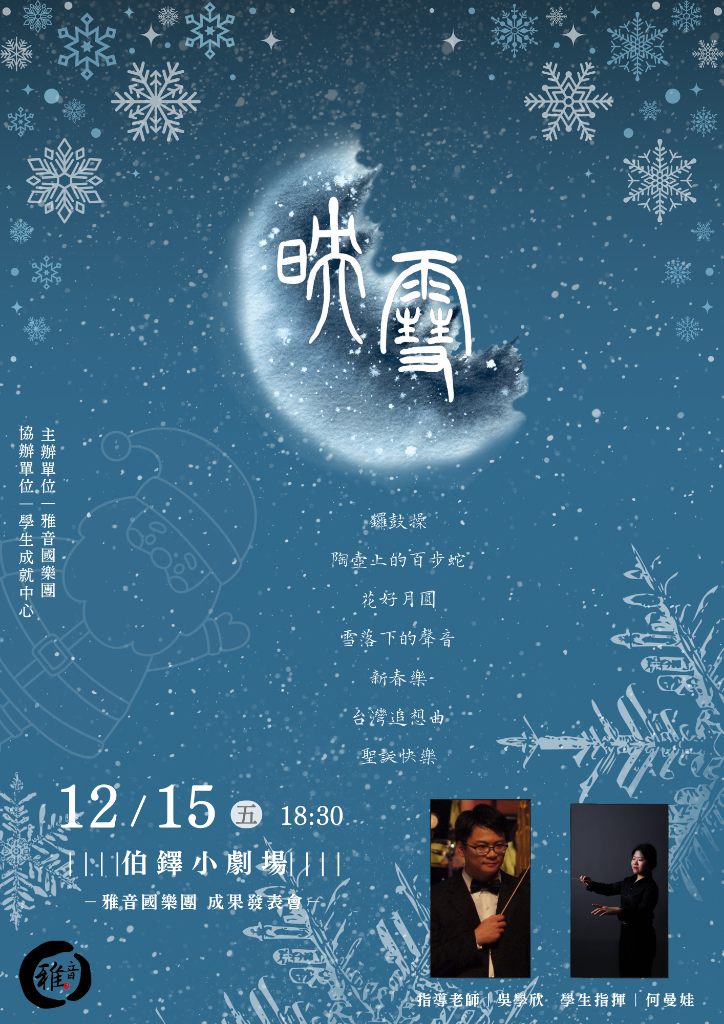 映雪
主辦單位｜雅音國樂團
協辦單位｜學生成就中心
鑼鼓操
陶壺上的百步蛇
花好月圓
雪落下的聲音
新春樂
台灣追想曲
聖誕快樂
12/15 五 18:30
||||伯鐸小劇場||||
－雅音國樂團 成果發表會－
雅音
指導老師｜吳學欣 學生指揮｜何曼娃